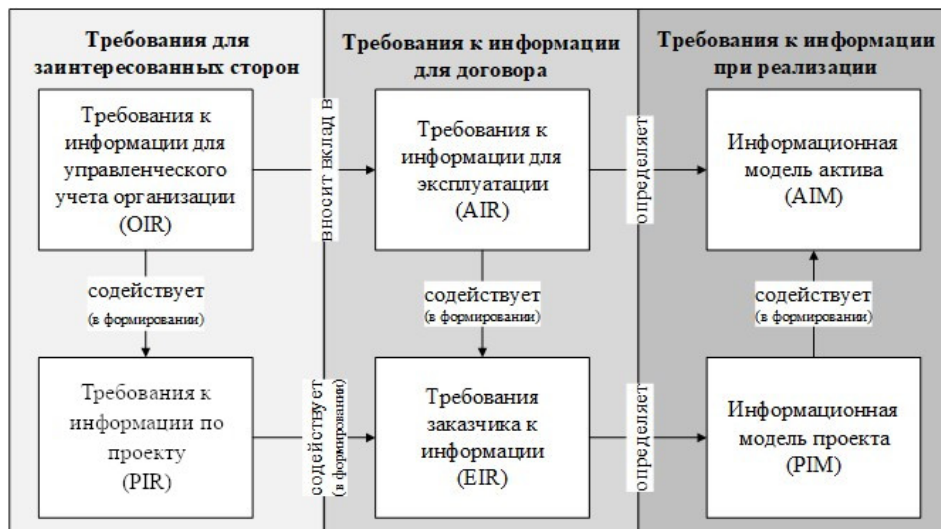 Требования для
заинтересованных сторон
Требования к информации
для договора
Требования к информации
при реализации
Требования к
информации для
управленческого
учета организации
(OIR)
вносит вклад в
Требования к
информации для
эксплуатации
(AIR)
определяет
Информационная
модель актива
(AIM)
содействует
(в формировании)
содействует
(в формировании)
содействует
(в формировании)
Требования к
информации по
проекту
(PIR)
содействует
(в формировании)
Требования
заказчика к
информации
(EIR)
определяет
Информационная
модель проекта
(PIM)